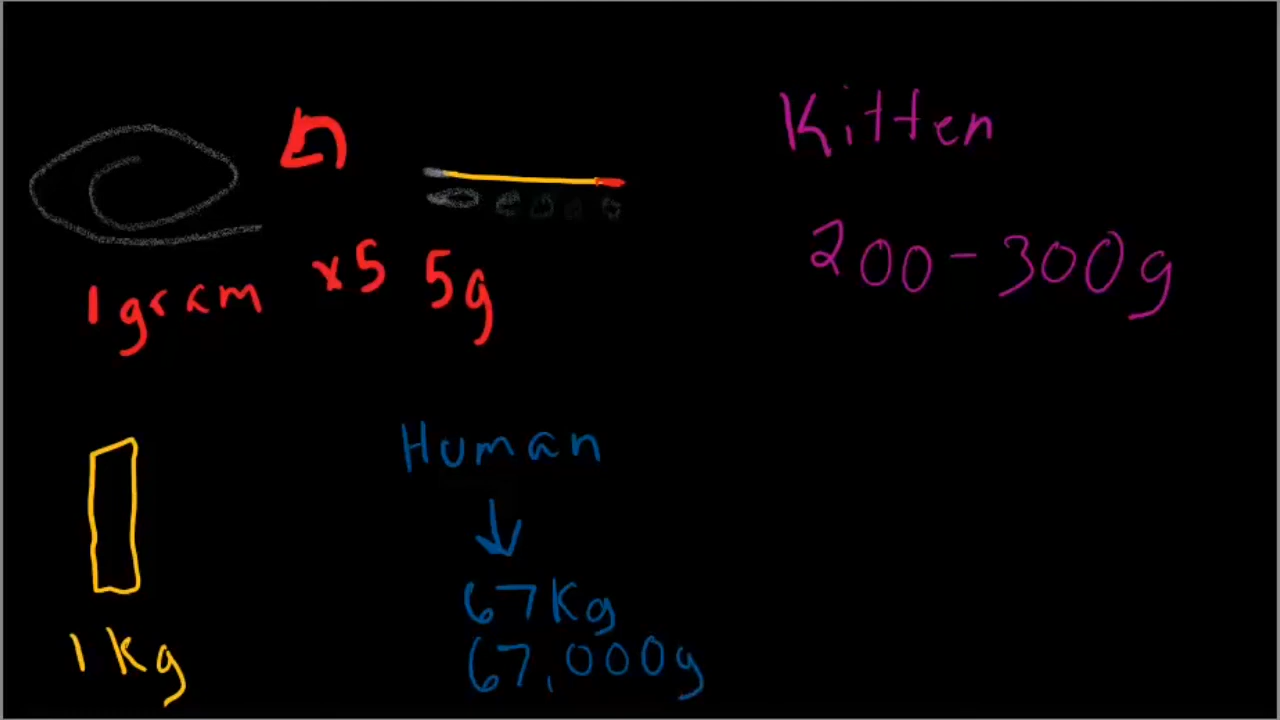 Kitten
200-300g
1gram x5 5g
Human
67Kg
67,000g
1Kg